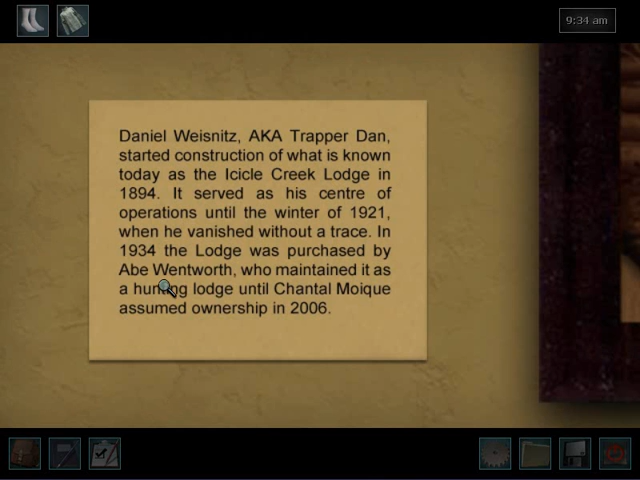 9:34 am
Daniel Weisnitz, AKA Trapper Dan,
started construction of what is known
today as the Icicle Creek Lodge in
1894. It served as his centre of
operations until the winter of 1921,
when he vanished without a trace. In
1934 the Lodge was purchased by
Abe Wentworth, who maintained it as
a hunting lodge until Chantal Moique
assumed ownership in 2006.